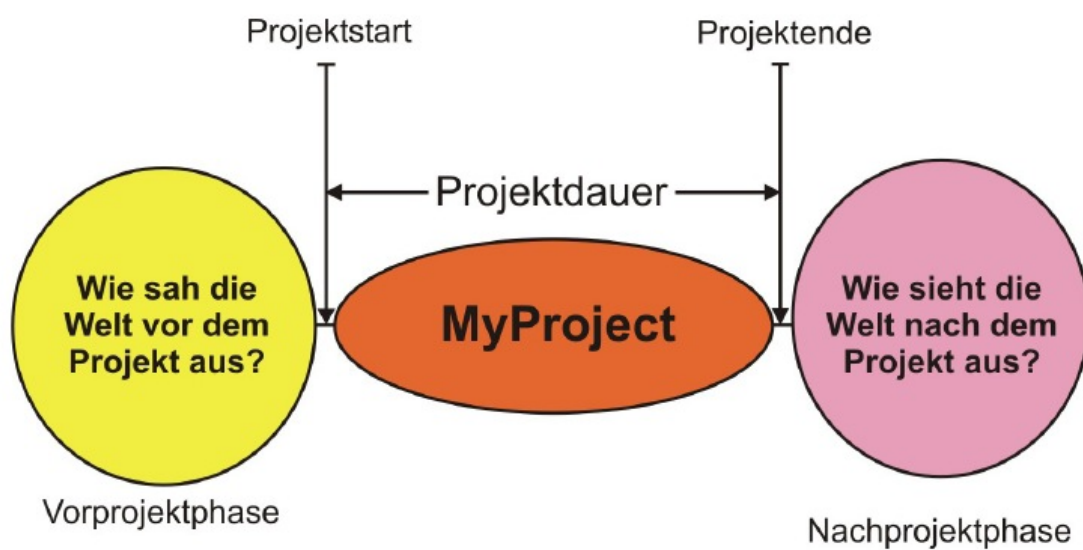 Projektstart
Projektende
Projektdauer
Wie sah die
Welt vor dem
Projekt aus?
MyProject
Wie sieht die
Welt nach dem
Projekt aus?
Vorprojektphase
Nachprojektphase